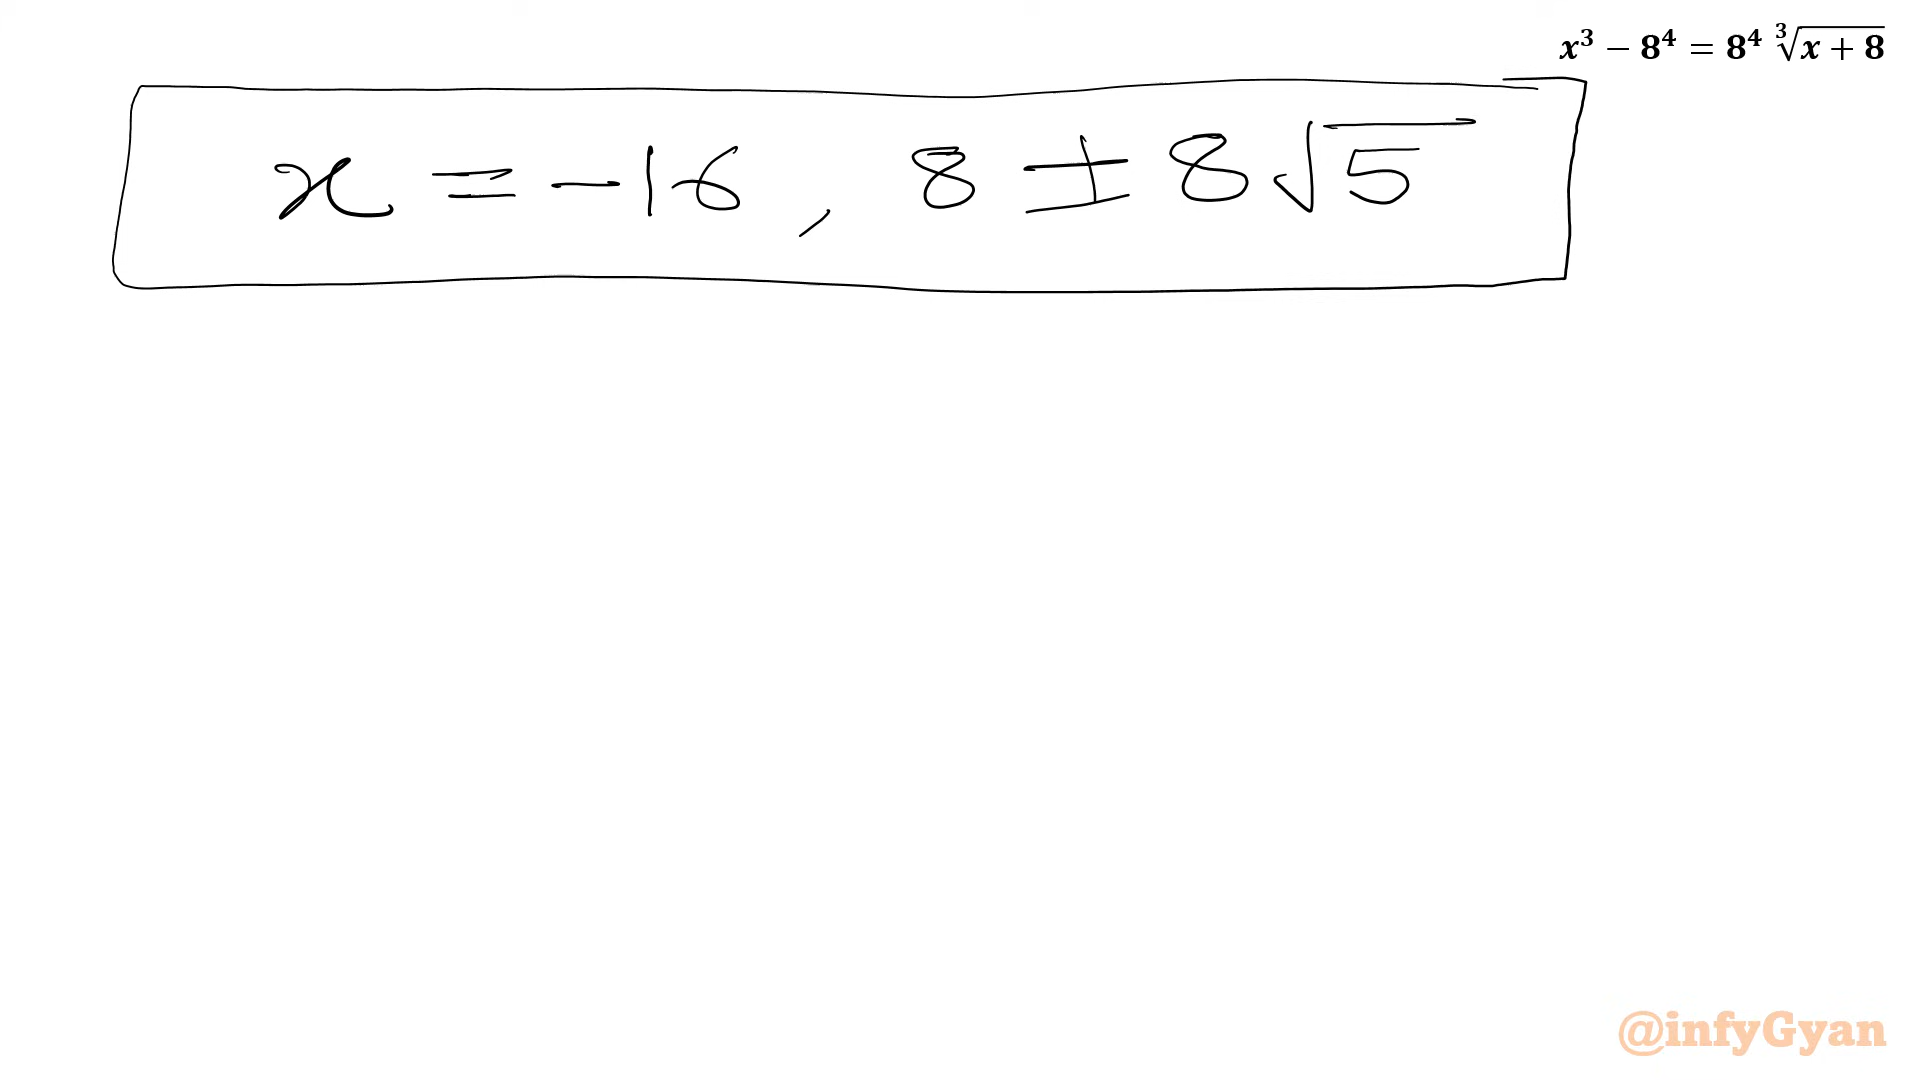 x³ − 8⁴ = 8⁴ ∛(x + 8)
x = −16 , 8 ± 8√5
@infyGyan